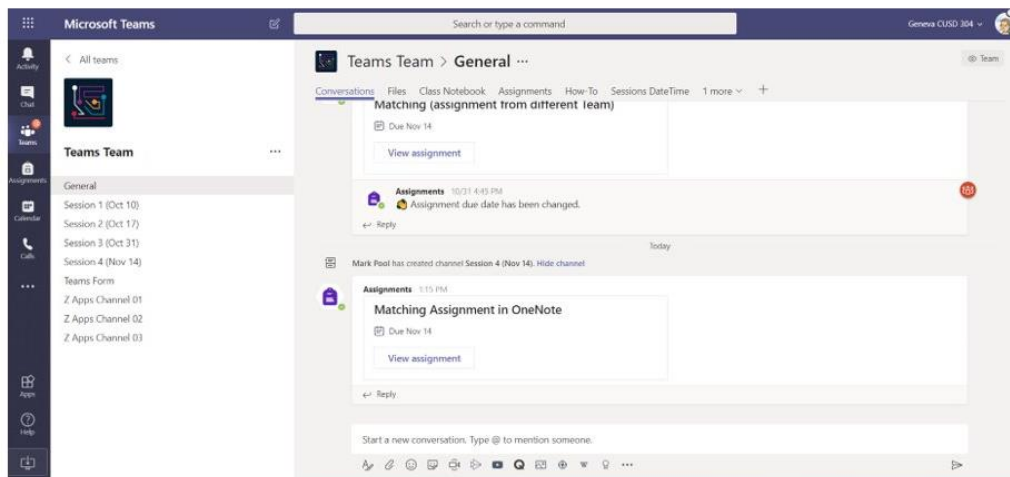 Microsoft Teams
Search or type a command
Geneva CUSD 304
Activity
Chat
Teams
Assignments
Calendar
Calls
Apps
Help
All teams
Teams Team
General
Session 1 (Oct 10)
Session 2 (Oct 17)
Session 3 (Oct 31)
Session 4 (Nov 14)
Teams Form
Z Apps Channel 01
Z Apps Channel 02
Z Apps Channel 03
Teams Team > General ...
Team
Conversations Files Class Notebook Assignments How-To Sessions DateTime 1 more +
Matching (assignment from different Team)
Due Nov 14
View assignment
Assignments 10/31 4:45 PM
Assignment due date has been changed.
Reply
Today
Mark Pool has created channel Session 4 (Nov 14). Hide channel
Assignments 1:15 PM
Matching Assignment in OneNote
Due Nov 14
View assignment
Reply
Start a new conversation. Type @ to mention someone.